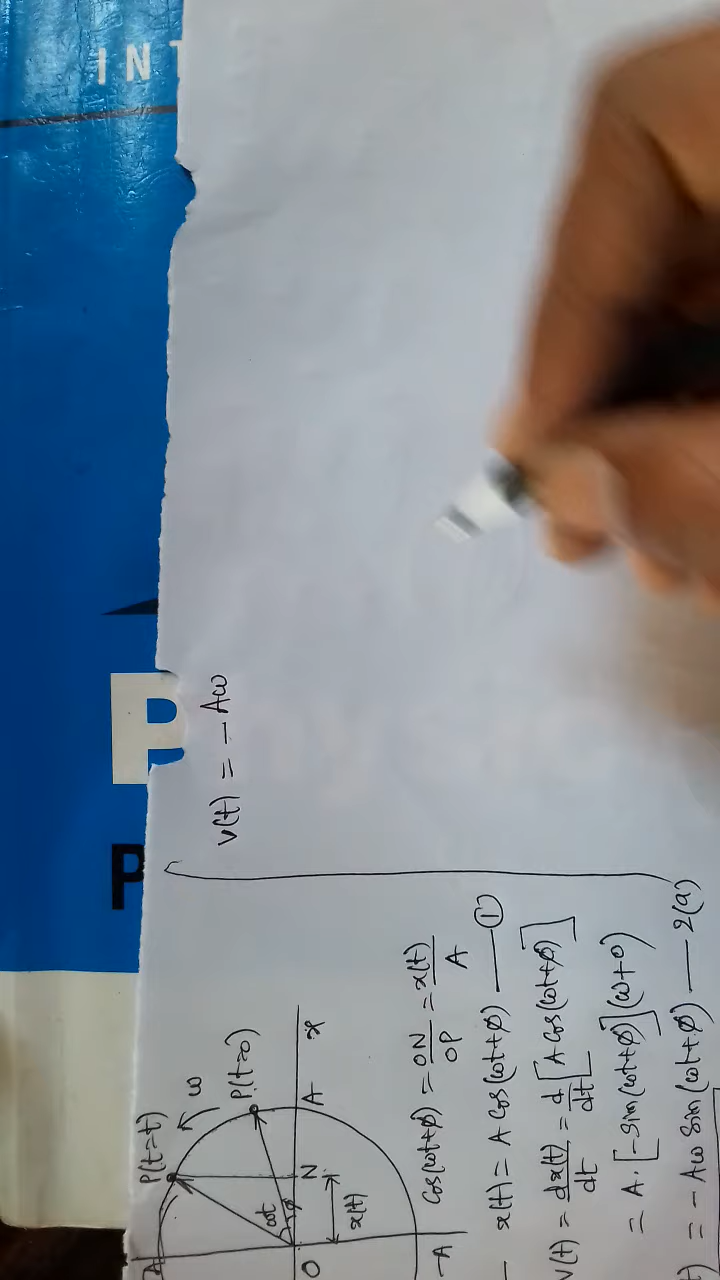 INT
P
P
P(t=t)
ω
P(t=0)
A
ωt
φ
O
N
A
x
x(t)
-A
Cos(ωt+φ) = ON/OP = x(t)/A
x(t) = A Cos(ωt+φ) — ①
v(t) = dx(t)/dt = d/dt [A Cos(ωt+φ)]
= A.[-Sin(ωt+φ)](ω+0)
t) = -Aω Sin(ωt+φ) — 2(a)
v(t) = -Aω